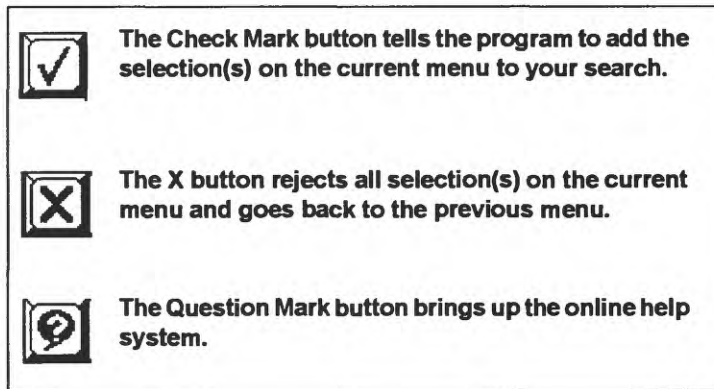 The Check Mark button tells the program to add the
selection(s) on the current menu to your search.
The X button rejects all selection(s) on the current
menu and goes back to the previous menu.
The Question Mark button brings up the online help
system.